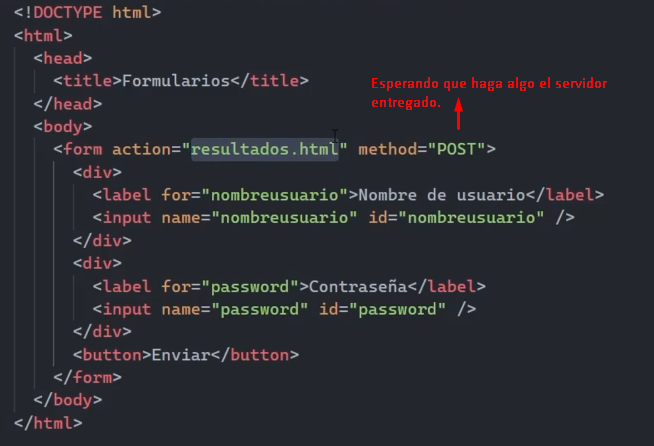 <!DOCTYPE html>
<html>
<head>
<title>Formularios</title>
Esperando que haga algo el servidor
entregado.
</head>
<body>
<form action="resultados.html" method="POST">
<div>
<label for="nombreusuario">Nombre de usuario</label>
<input name="nombreusuario" id="nombreusuario" />
</div>
<div>
<label for="password">Contraseña</label>
<input name="password" id="password" />
</div>
<button>Enviar</button>
</form>
</body>
</html>